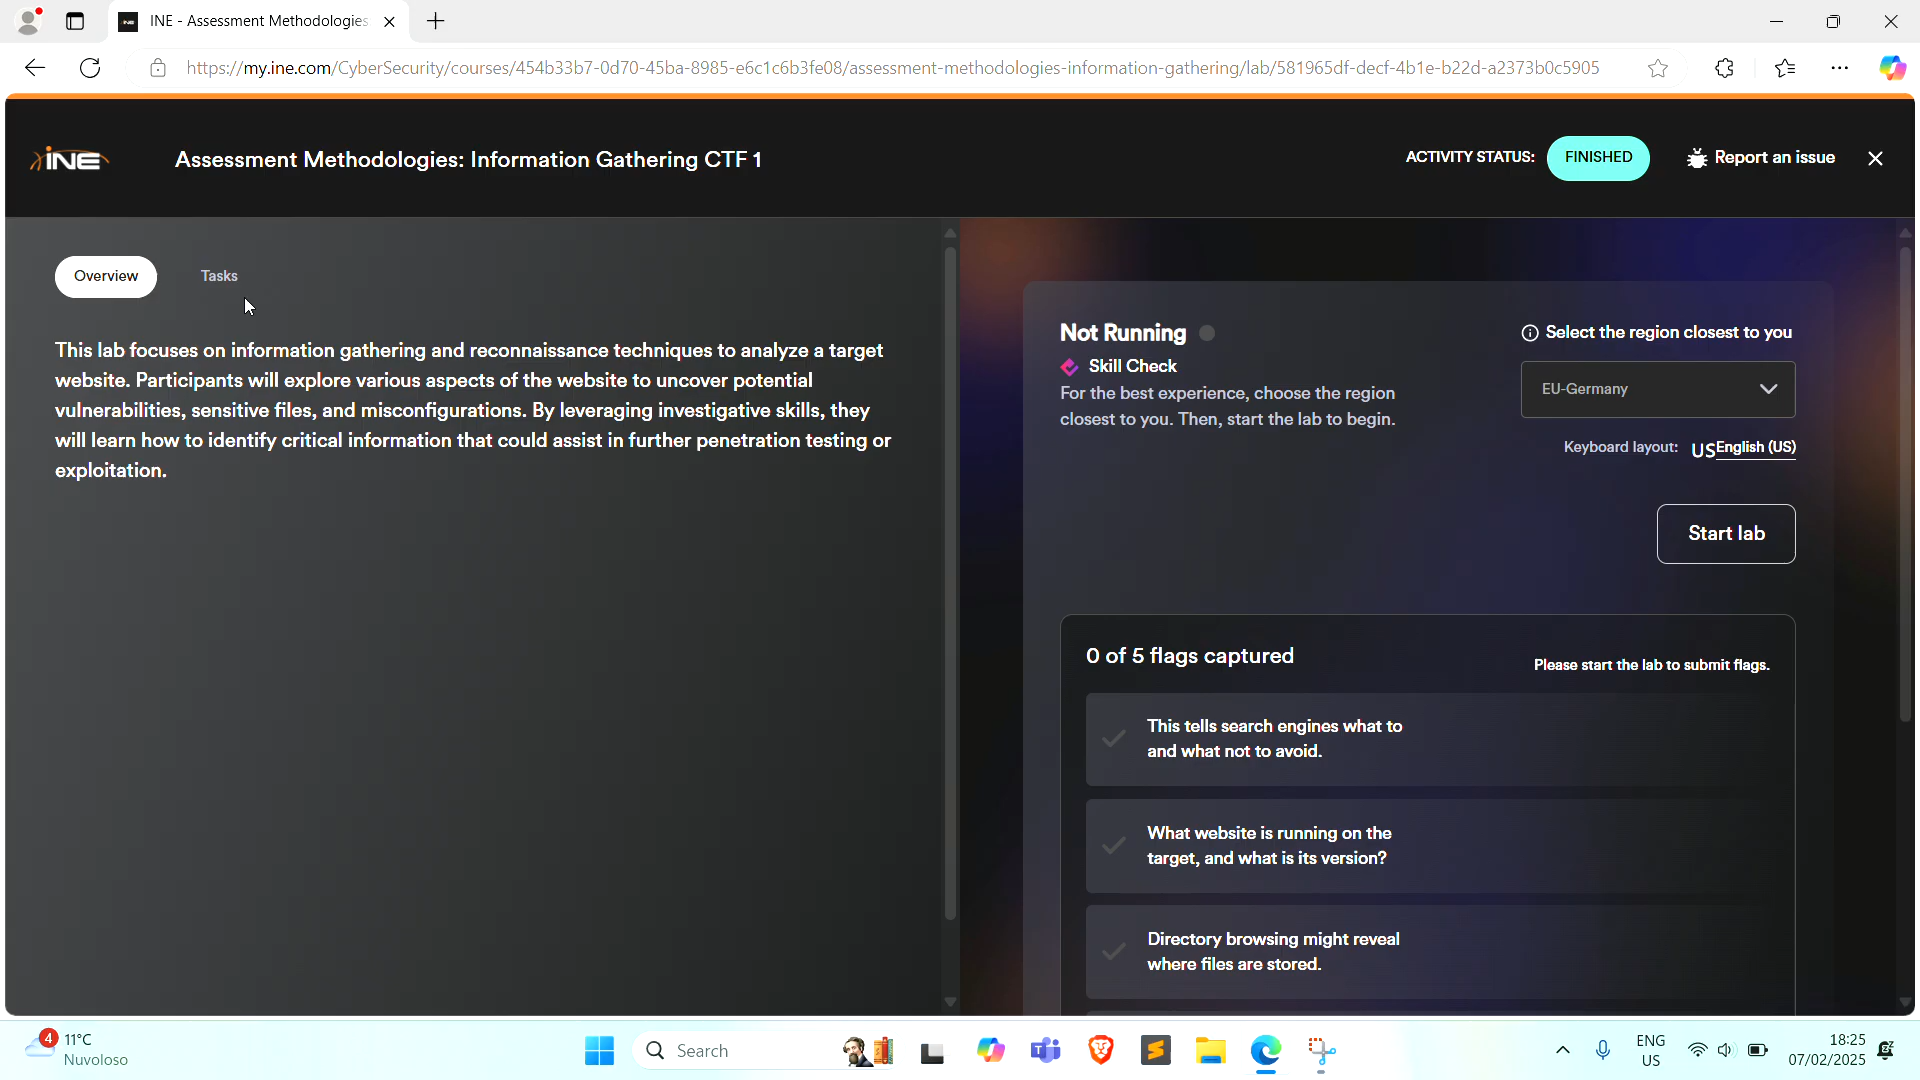 INE - Assessment Methodologies
https://my.ine.com/CyberSecurity/courses/454b33b7-0d70-45ba-8985-e6c1c6b3fe08/assessment-methodologies-information-gathering/lab/581965df-decf-4b1e-b22d-a2373b0c5905
INE
Assessment Methodologies: Information Gathering CTF 1
ACTIVITY STATUS:
FINISHED
Report an issue
Overview
Tasks
This lab focuses on information gathering and reconnaissance techniques to analyze a target
website. Participants will explore various aspects of the website to uncover potential
vulnerabilities, sensitive files, and misconfigurations. By leveraging investigative skills, they
will learn how to identify critical information that could assist in further penetration testing or
exploitation.
Not Running
Skill Check
For the best experience, choose the region
closest to you. Then, start the lab to begin.
Select the region closest to you
EU-Germany
Keyboard layout: US English (US)
Start lab
0 of 5 flags captured
Please start the lab to submit flags.
This tells search engines what to
and what not to avoid.
What website is running on the
target, and what is its version?
Directory browsing might reveal
where files are stored.
4
11°C
Nuvoloso
Search
ENG
US
18:25
07/02/2025